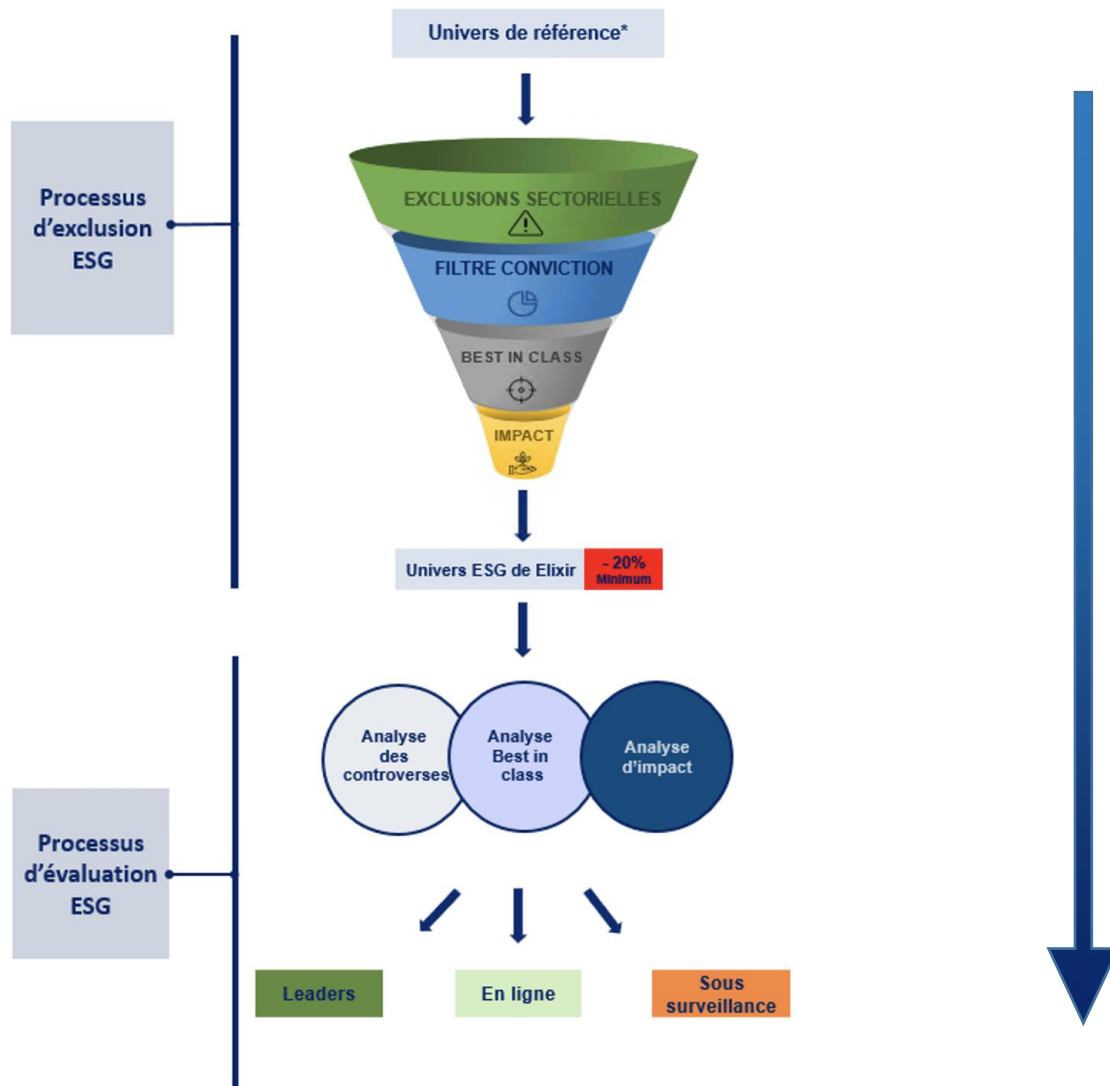 Univers de référence*
Processus
d’exclusion
ESG
EXCLUSIONS SECTORIELLES
FILTRE CONVICTION
BEST IN CLASS
IMPACT
Univers ESG de Elixir
- 20%
Minimum
Processus
d’évaluation
ESG
Analyse
des
controverses
Analyse
Best in
class
Analyse
d’impact
Leaders
En ligne
Sous
surveillance